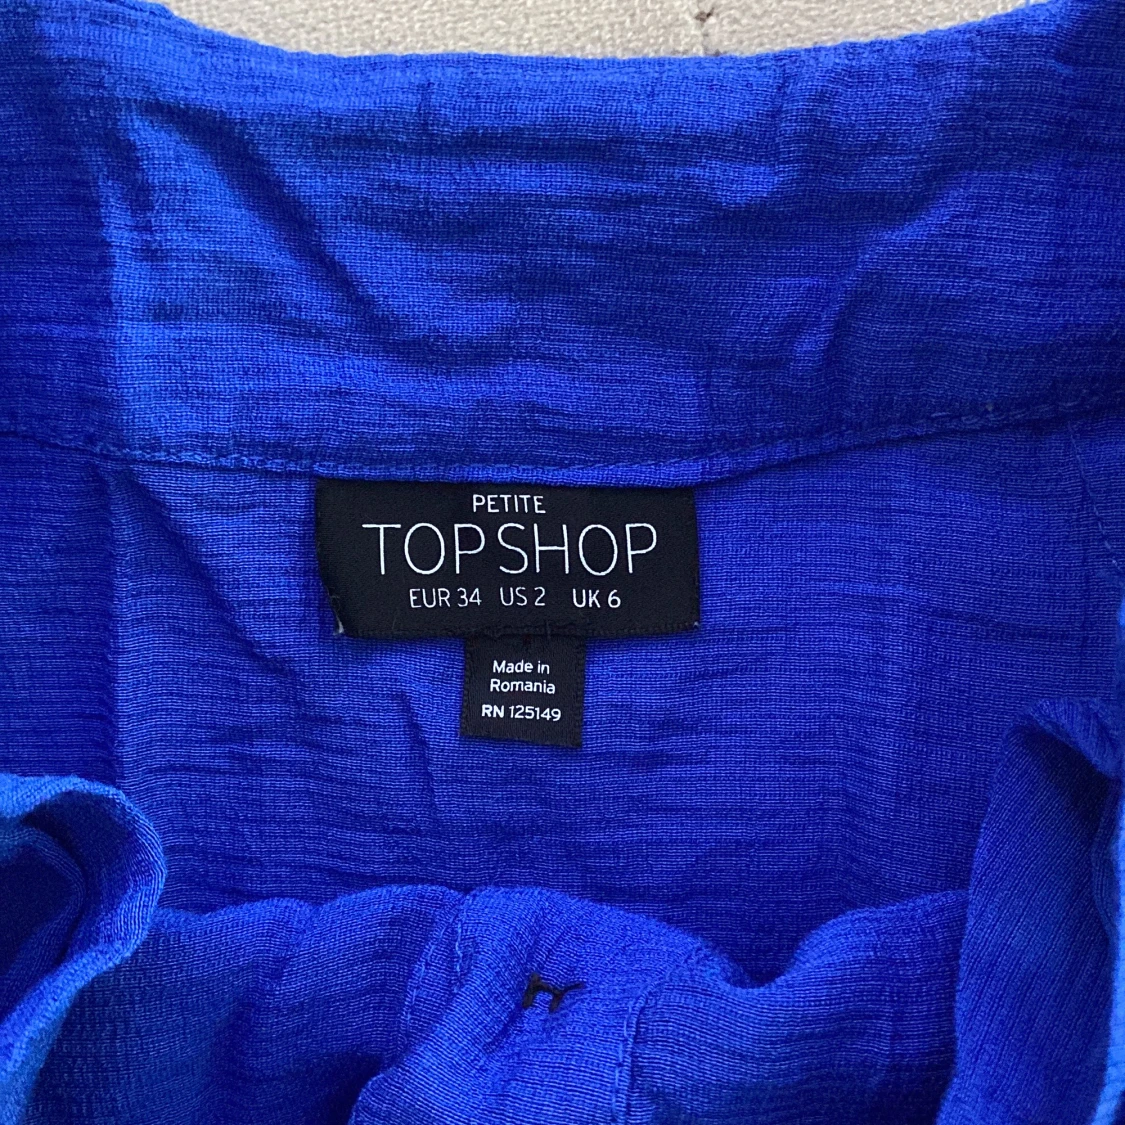 PETITE
TOPSHOP
EUR 34 US 2 UK 6
Made in
Romania
RN 125149